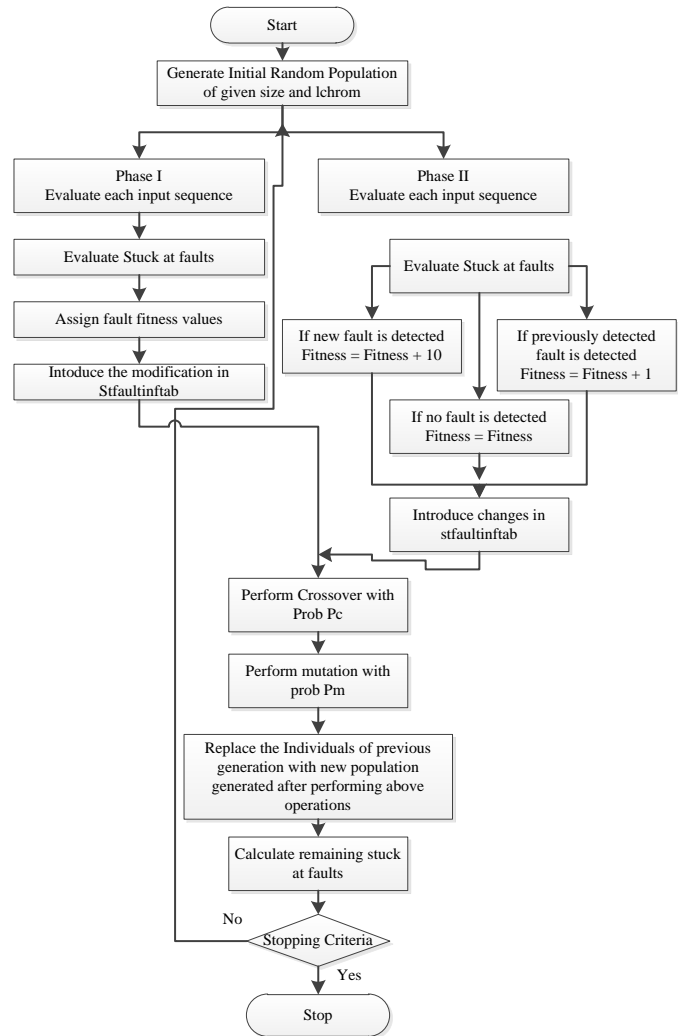 Start
Generate Initial Random Population
of given size and lchrom
Phase I
Evaluate each input sequence
Phase II
Evaluate each input sequence
Evaluate Stuck at faults
Evaluate Stuck at faults
Assign fault fitness values
If new fault is detected
Fitness = Fitness + 10
If previously detected
fault is detected
Fitness = Fitness + 1
Intoduce the modification in
Stfaultinftab
If no fault is detected
Fitness = Fitness
Introduce changes in
stfaultinftab
Perform Crossover with
Prob Pc
Perform mutation with
prob Pm
Replace the Individuals of previous
generation with new population
generated after performing above
operations
Calculate remaining stuck
at faults
No
Stopping Criteria
Yes
Stop